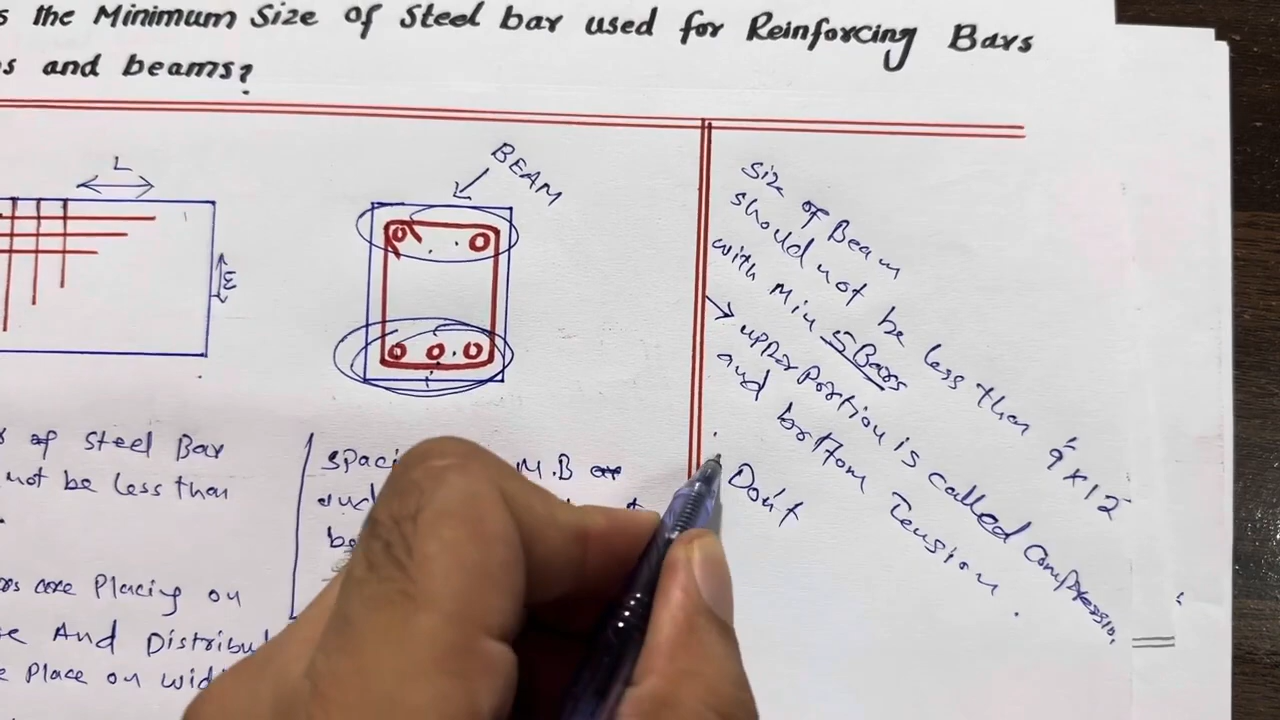 s the Minimum Size of Steel bar used for Reinforcing Bars
s and beams?
L
BEAM
Size of Beam
should not be less than 9 x 12
with Min 5 Bars
→ upper portion is called compression,
and bottom Tension.
Don't
of Steel Bar
not be less than
Placing on
And Distribu
Place on wid
spaci M.B
be